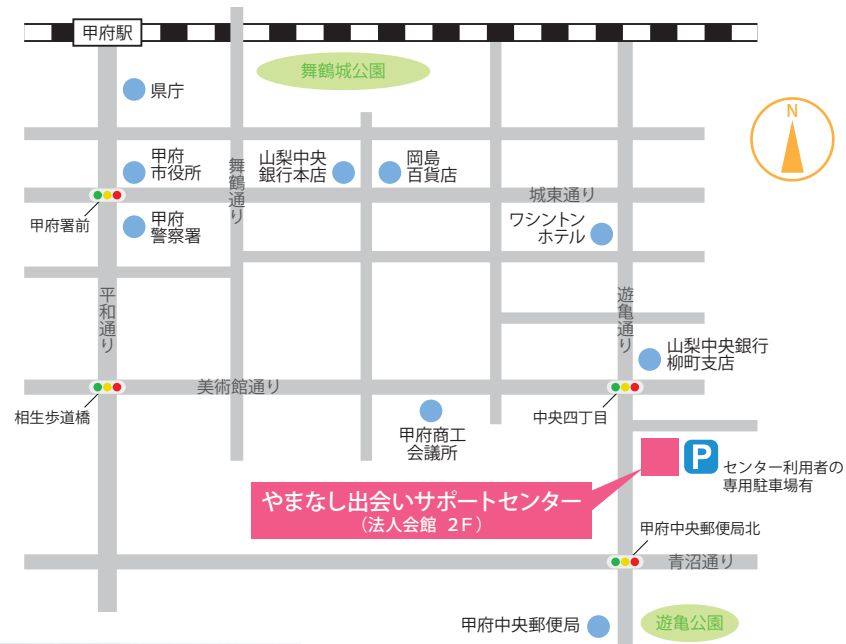 甲府駅
舞鶴城公園
県庁
N
甲府
市役所
舞鶴通り
山梨中央
銀行本店
岡島
百貨店
城東通り
甲府署前
甲府
警察署
ワシントン
ホテル
平和通り
遊亀通り
山梨中央銀行
柳町支店
美術館通り
相生歩道橋
中央四丁目
甲府商工
会議所
P
センター利用者の
専用駐車場有
やまなし出会いサポートセンター
（法人会館 2F）
甲府中央郵便局北
青沼通り
甲府中央郵便局
遊亀公園